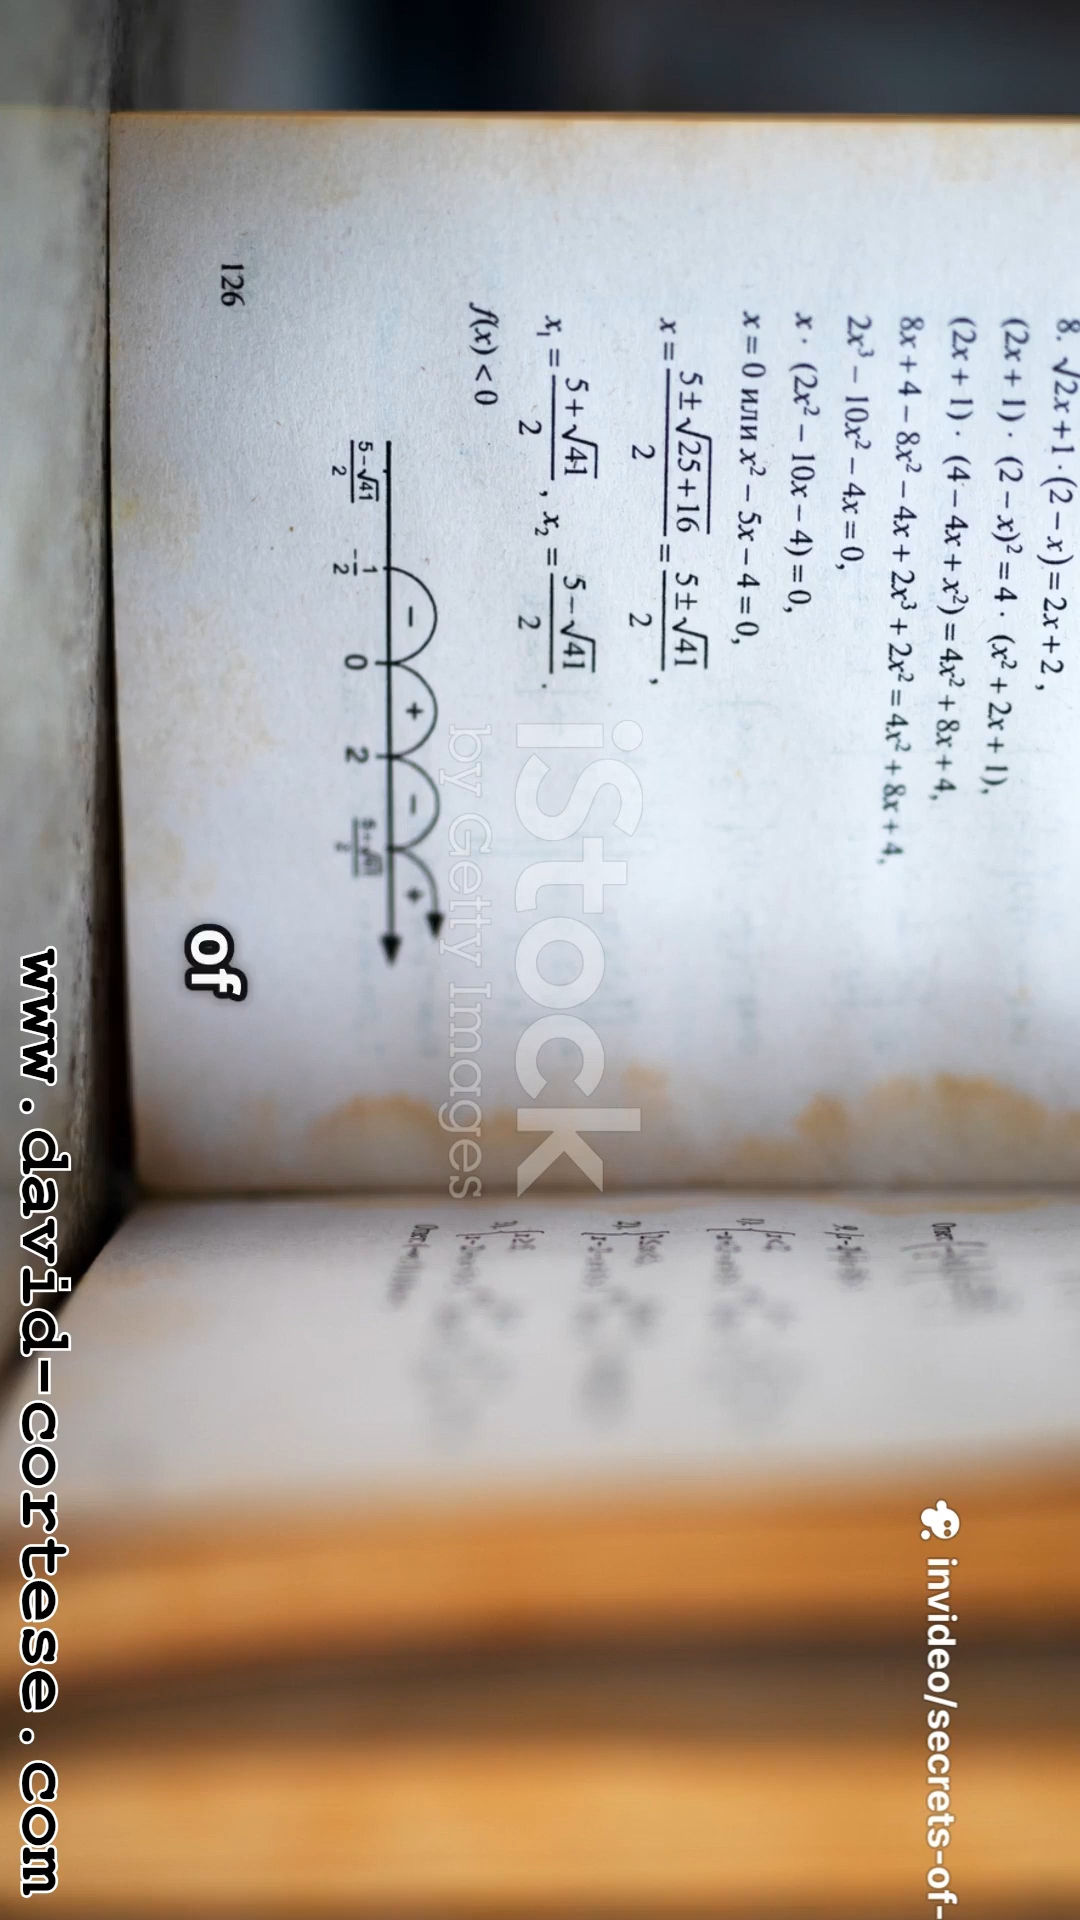 8. √2x+1·(2−x)=2x+2,
(2x+1)·(2−x)²=4·(x²+2x+1),
(2x+1)·(4−4x+x²)=4x²+8x+4,
8x+4−8x²−4x+2x³+2x²=4x²+8x+4,
2x³−10x²−4x=0,
x·(2x²−10x−4)=0,
x=0 или x²−5x−4=0,
x=(5±√25+16)/2=(5±√41)/2,
x₁=(5+√41)/2, x₂=(5−√41)/2.
f(x)<0
− + − +
(5−√41)/2 −1/2 0 2 (5+√41)/2
126
iStock
by Getty Images
of
www.david-cortese.com
invideo/secrets-of-